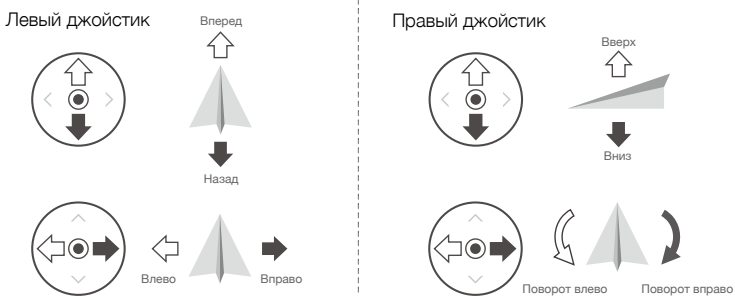 Левый джойстик
Вперед
Назад
Влево
Вправо
Правый джойстик
Вверх
Вниз
Поворот влево
Поворот вправо